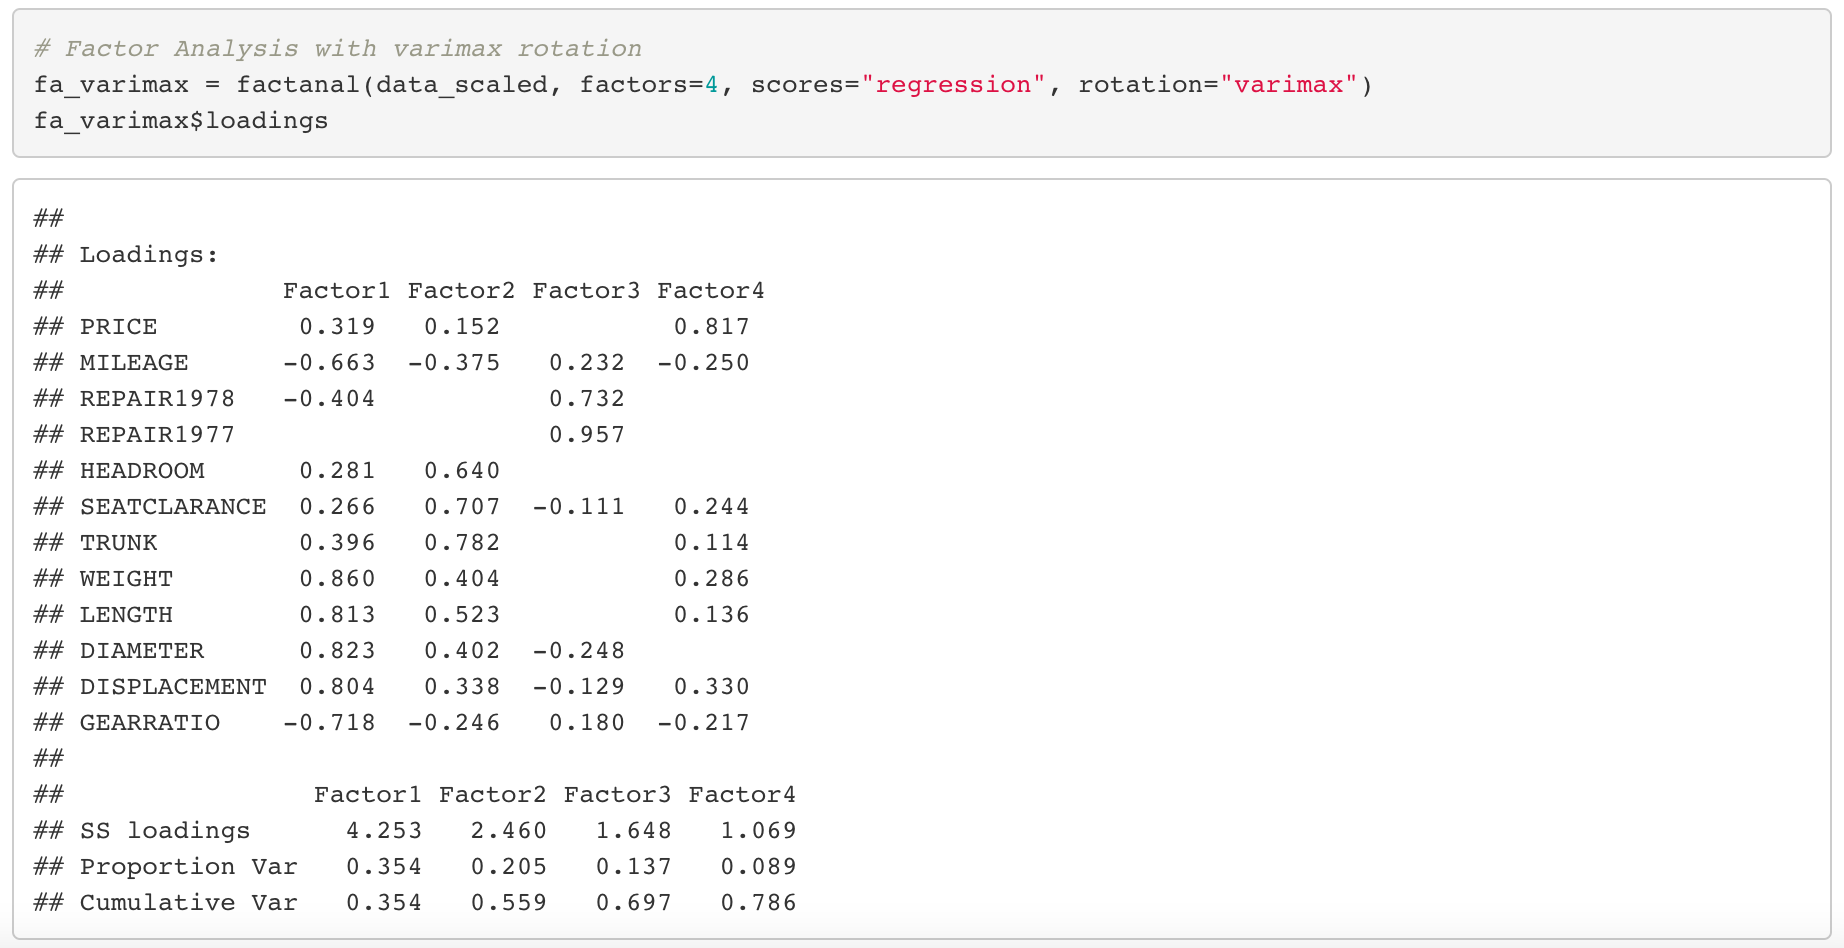 # Factor Analysis with varimax rotation
fa_varimax = factanal(data_scaled, factors=4, scores="regression", rotation="varimax")
fa_varimax$loadings
##
## Loadings:
##              Factor1 Factor2 Factor3 Factor4
## PRICE         0.319   0.152           0.817
## MILEAGE      -0.663  -0.375   0.232  -0.250
## REPAIR1978   -0.404           0.732
## REPAIR1977                    0.957
## HEADROOM      0.281   0.640
## SEATCLARANCE  0.266   0.707  -0.111   0.244
## TRUNK         0.396   0.782           0.114
## WEIGHT        0.860   0.404           0.286
## LENGTH        0.813   0.523           0.136
## DIAMETER      0.823   0.402  -0.248
## DISPLACEMENT  0.804   0.338  -0.129   0.330
## GEARRATIO    -0.718  -0.246   0.180  -0.217
##
##                Factor1 Factor2 Factor3 Factor4
## SS loadings      4.253   2.460   1.648   1.069
## Proportion Var   0.354   0.205   0.137   0.089
## Cumulative Var   0.354   0.559   0.697   0.786